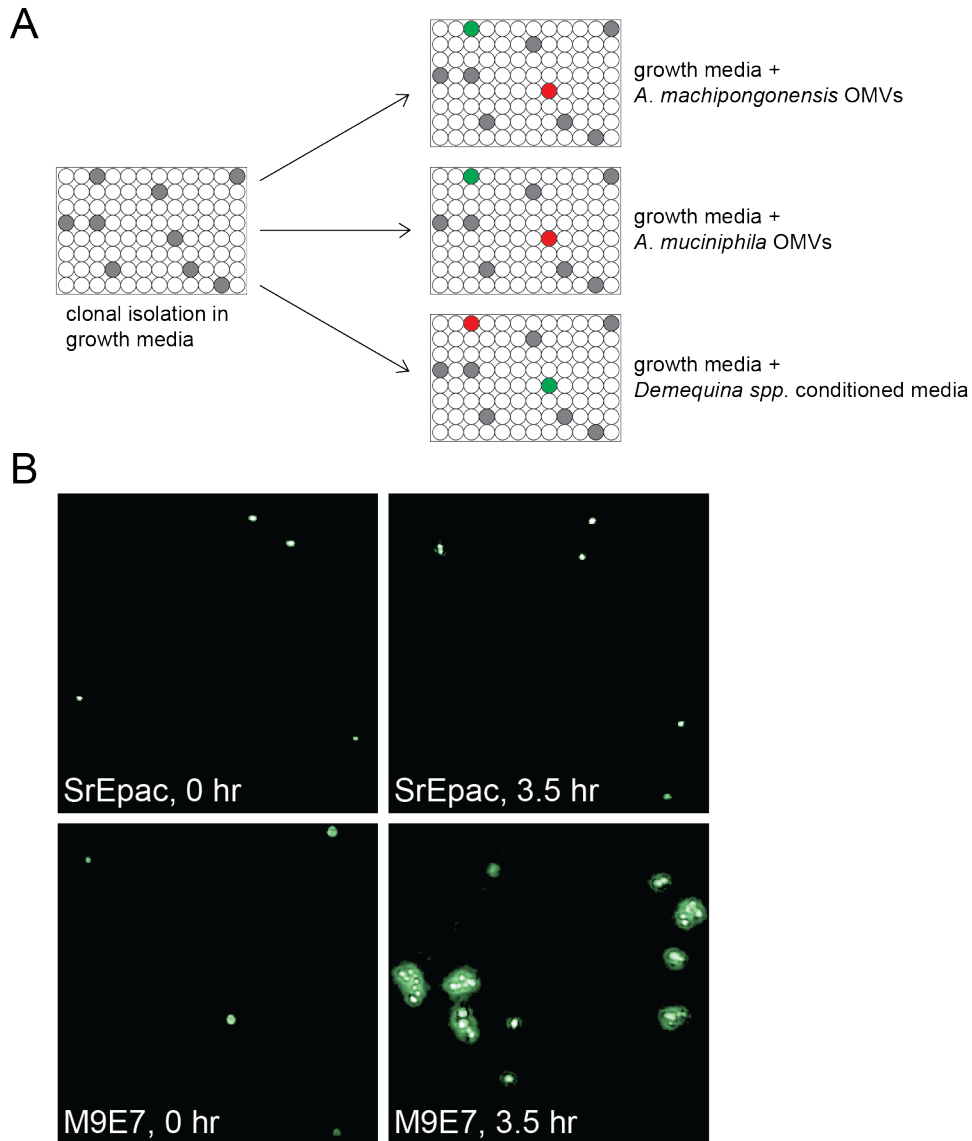 A
growth media +
A. machipongonensis OMVs
growth media +
A. muciniphila OMVs
clonal isolation in
growth media
growth media +
Demequina spp. conditioned media
B
SrEpac, 0 hr
SrEpac, 3.5 hr
M9E7, 0 hr
M9E7, 3.5 hr